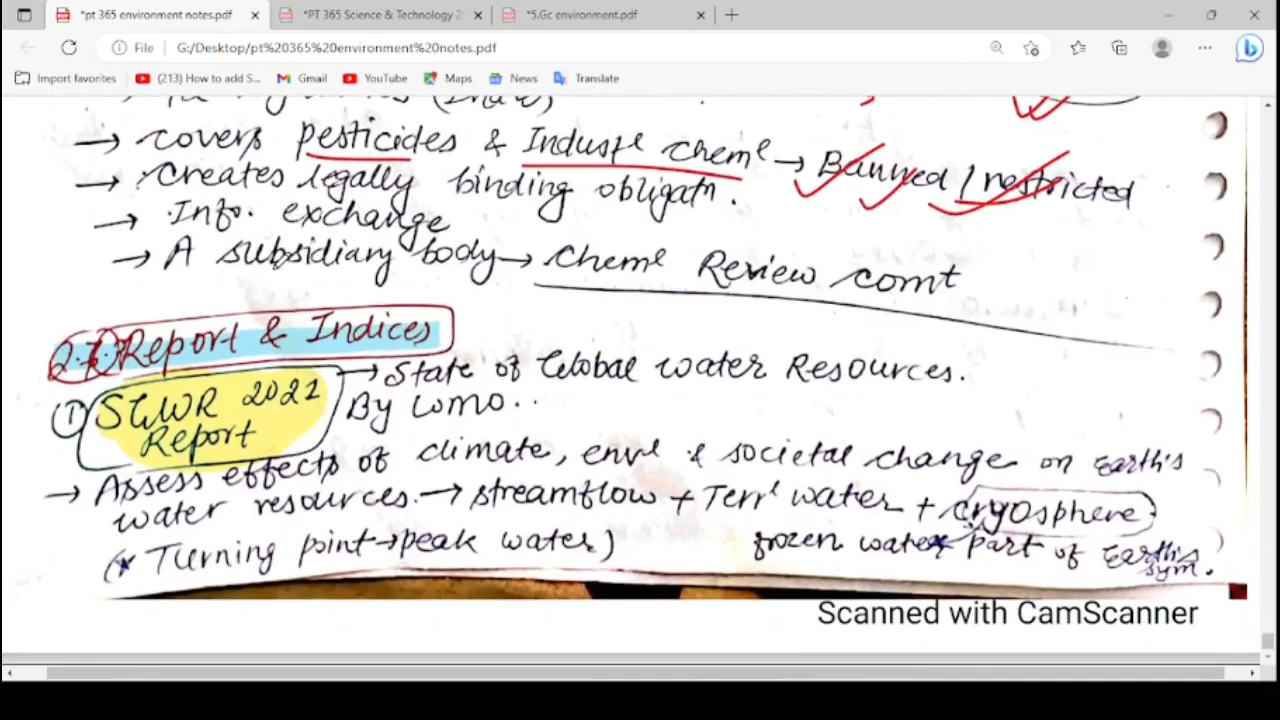 *pt 365 environment notes.pdf
*PT 365 Science & Technology 2
*5.Gc environment.pdf
File G:/Desktop/pt%20365%20environment%20notes.pdf
Import favorites
(213) How to add S...
Gmail
YouTube
Maps
News
Translate
→ covers pesticides & Industl cheml → Banned / restricted
→ Creates legally binding obligatn.
→ Info. exchange
→ A subsidiary body → Cheml Review comt
Report & Indices
① SGWR 2021 Report → State of Global Water Resources.
By WMO..
→ Assess effects of climate, envl & societal change on Earth's
water resources. → streamflow + Terrl water + cryosphere
(* Turning point → peak water) frozen water part of Earth's sym.
Scanned with CamScanner